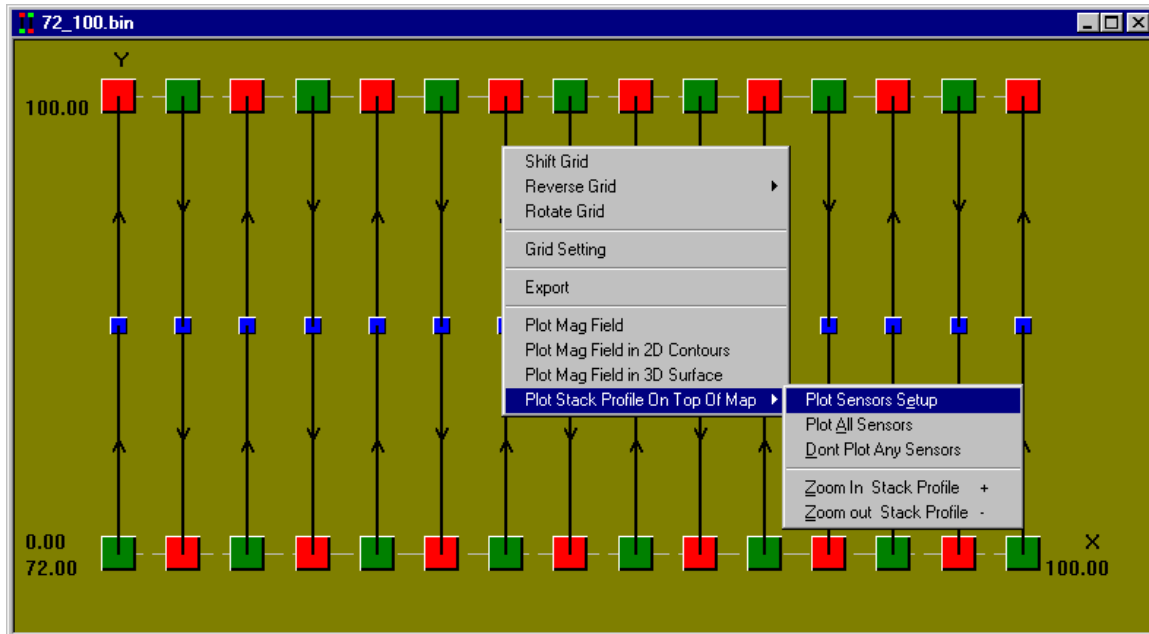 72_100.bin
Y
100.00
Shift Grid
Reverse Grid
Rotate Grid
Grid Setting
Export
Plot Mag Field
Plot Mag Field in 2D Contours
Plot Mag Field in 3D Surface
Plot Stack Profile On Top Of Map
Plot Sensors Setup
Plot All Sensors
Dont Plot Any Sensors
Zoom In Stack Profile +
Zoom out Stack Profile -
0.00
72.00
X
100.00